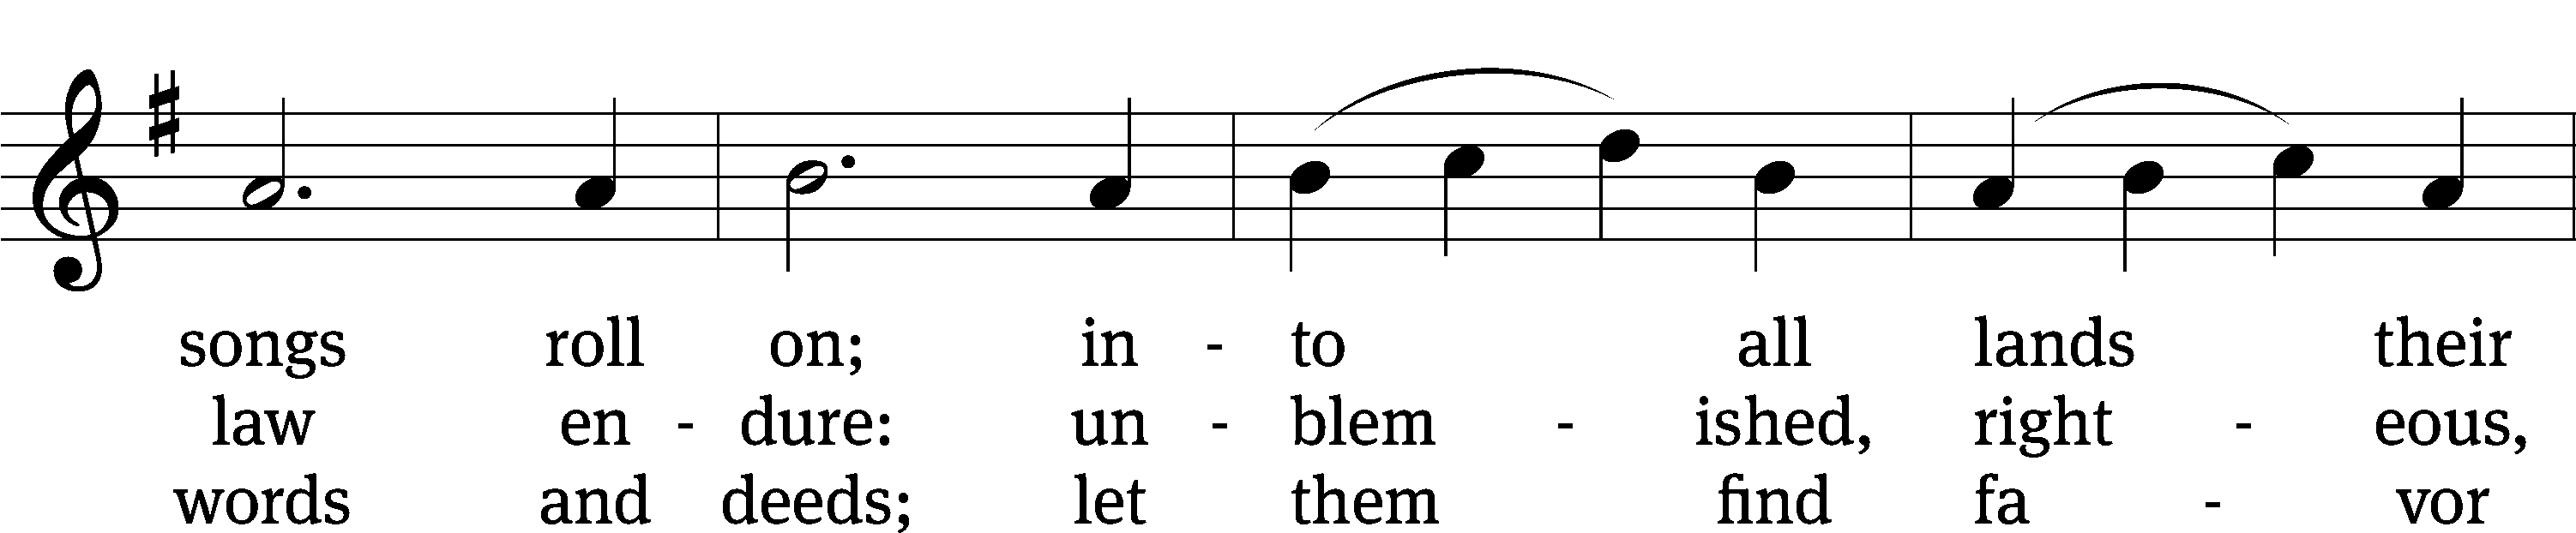 songs roll on; in - to all lands their
law en - dure: un - blem - ished, right - eous,
words and deeds; let them find fa - vor